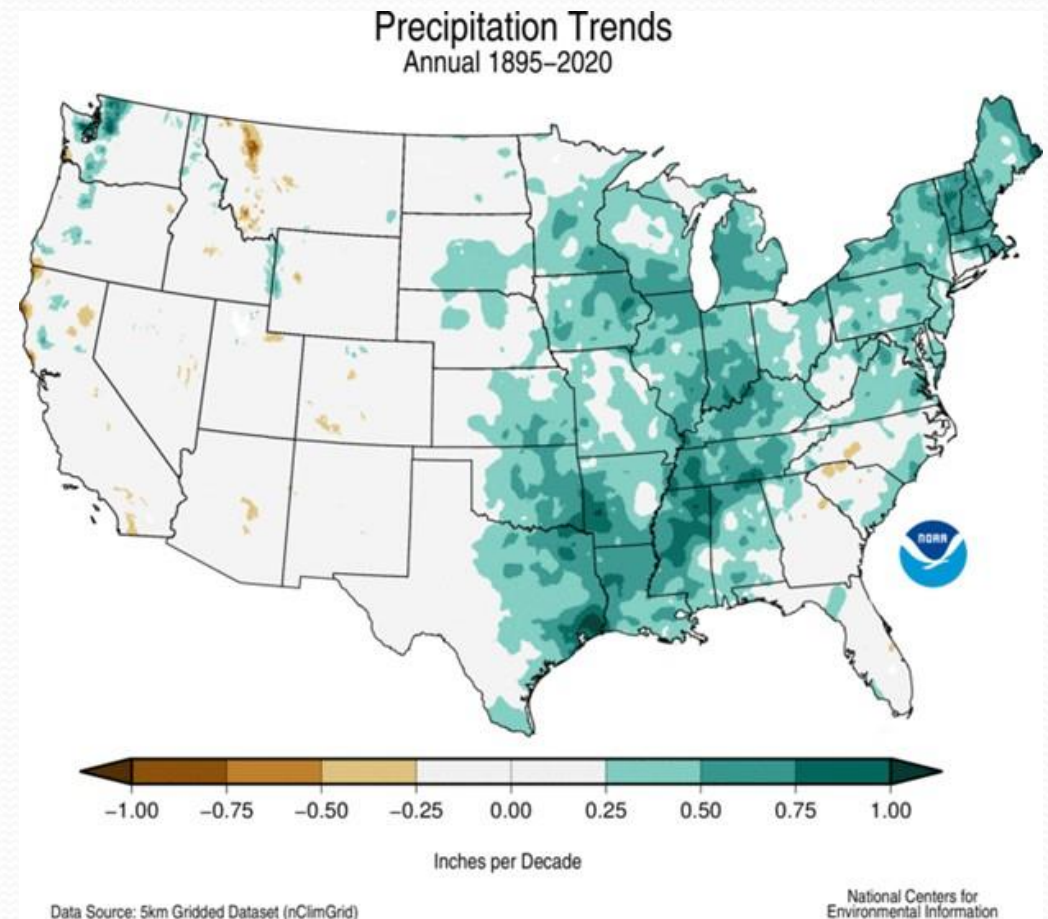 Precipitation Trends
Annual 1895–2020
NOAA
−1.00 −0.75 −0.50 −0.25 0.00 0.25 0.50 0.75 1.00
Inches per Decade
National Centers for
Data Source: 5km Gridded Dataset (nClimGrid) Environmental Information